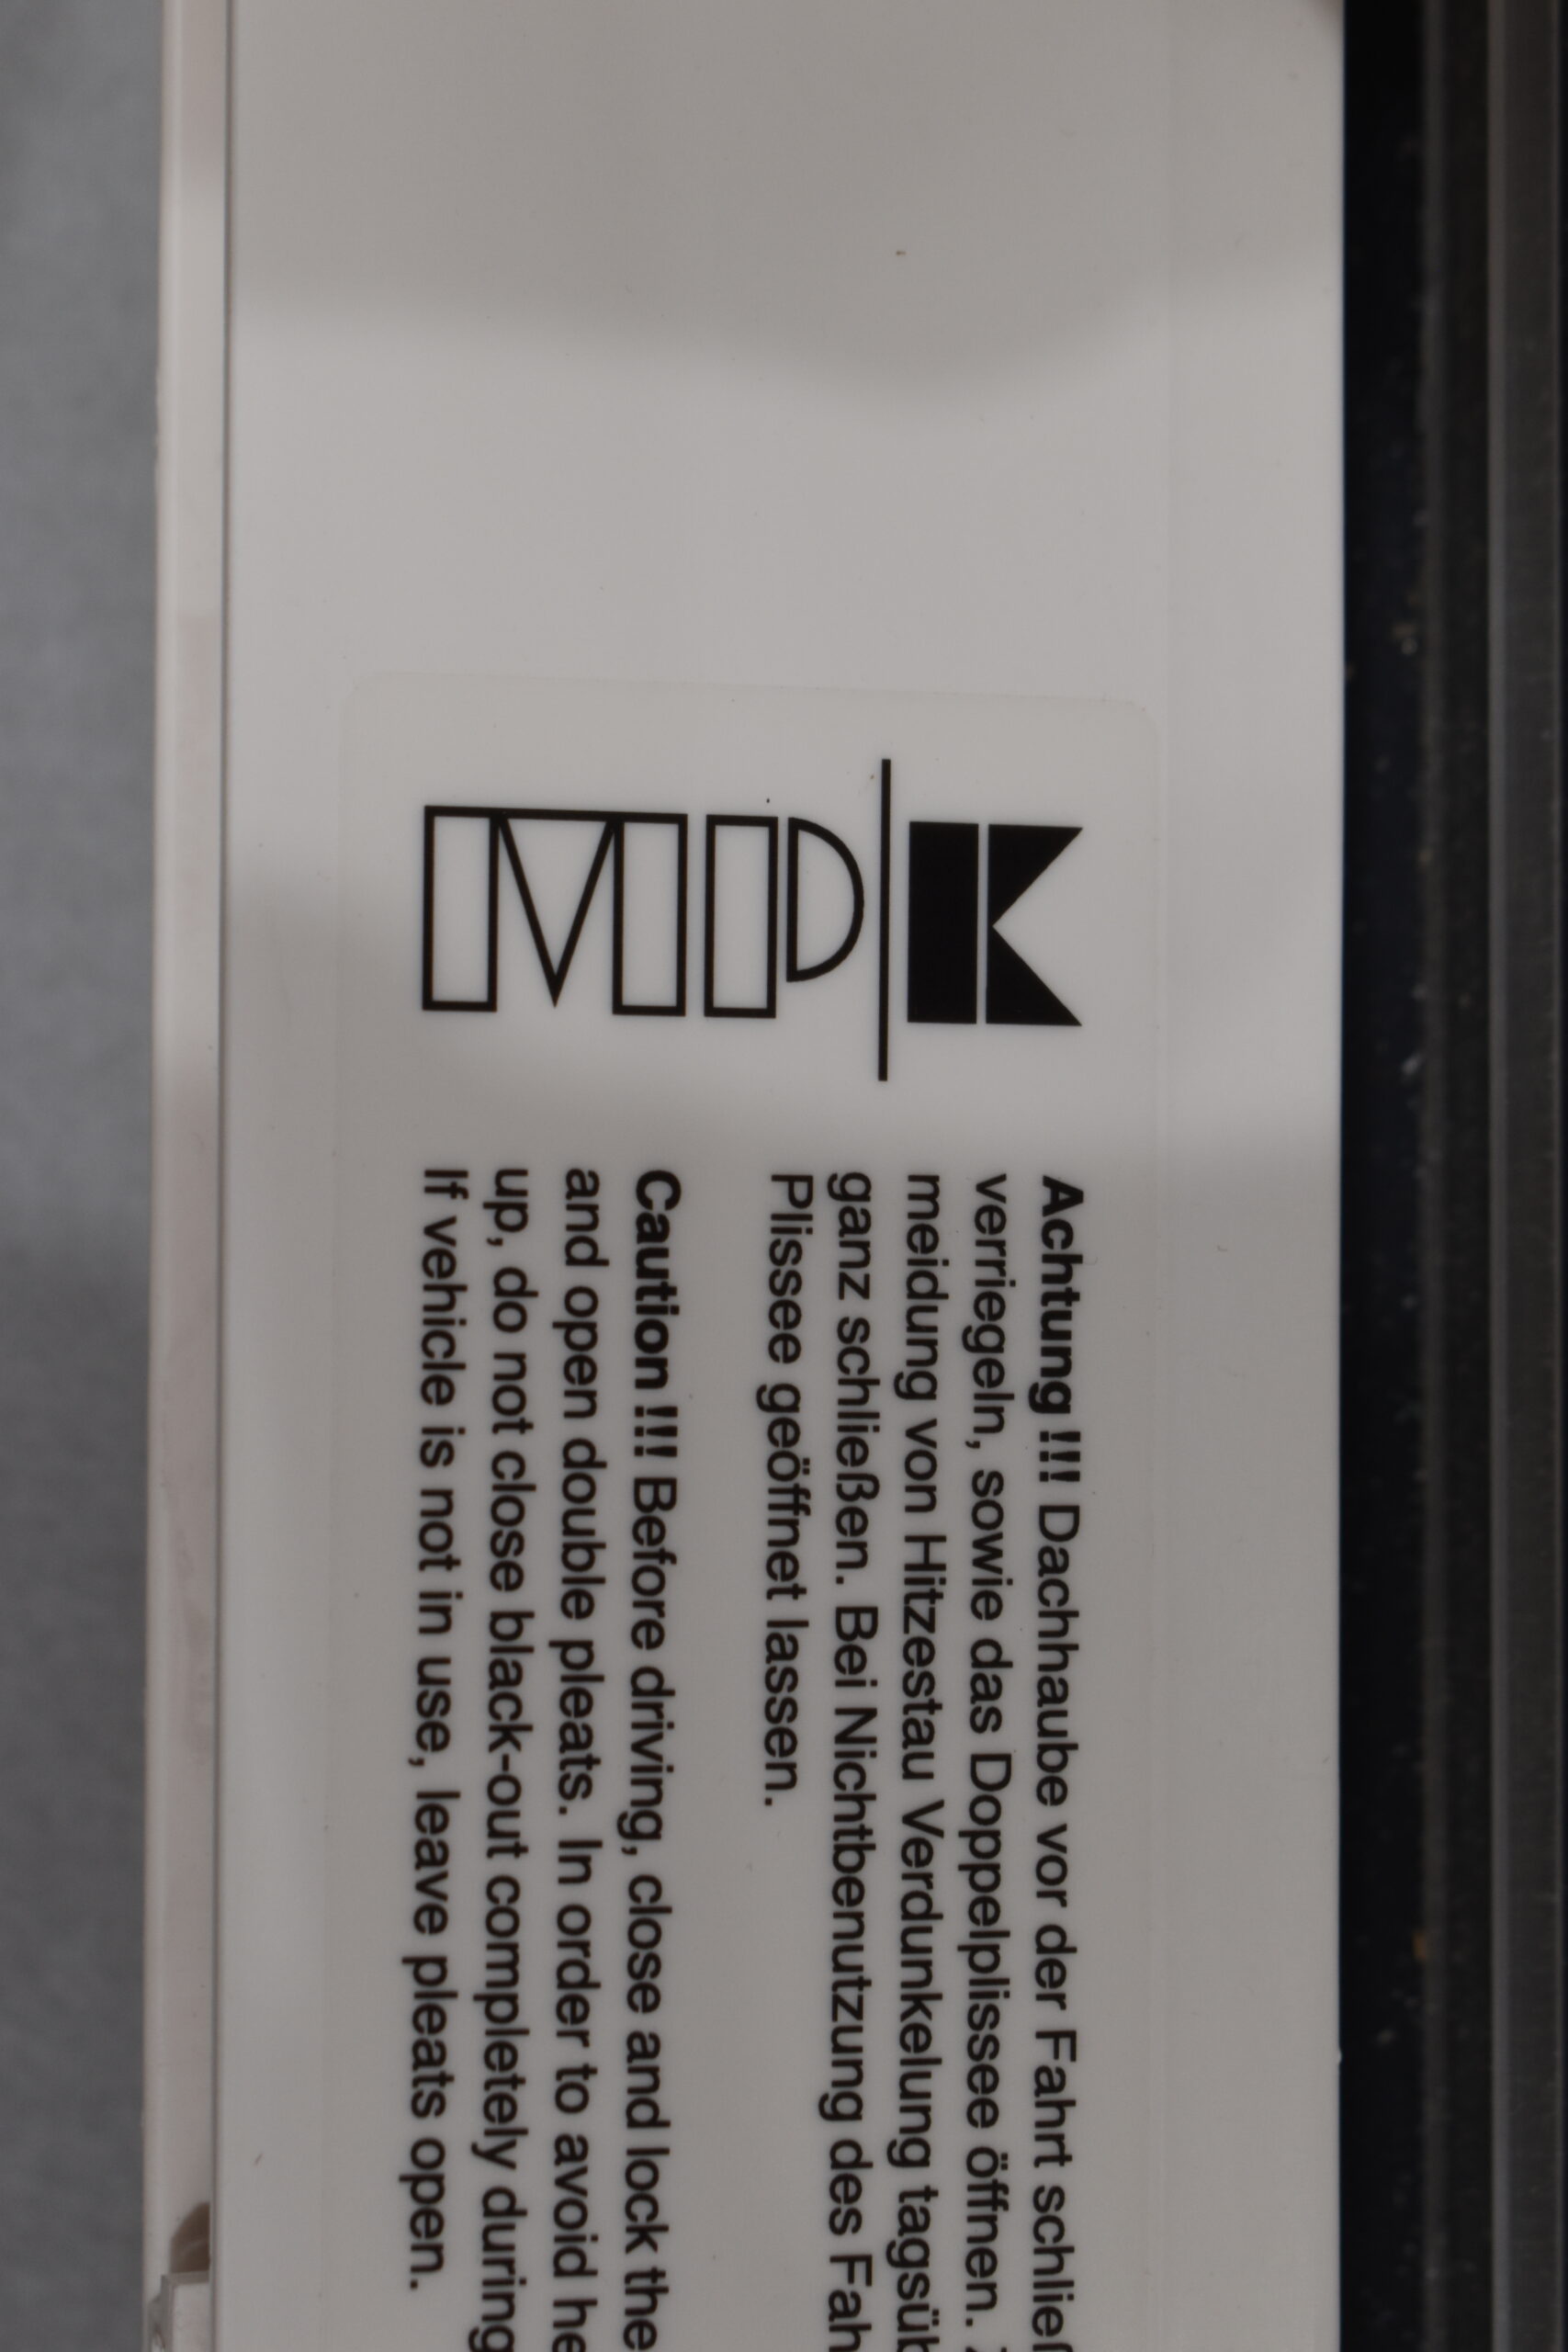 MPK
Achtung !!! Dachhaube vor der Fahrt schließ
verriegeln, sowie das Doppelplissee öffnen.
meidung von Hitzestau Verdunkelung tagsüb
ganz schließen. Bei Nichtbenutzung des Fah
Plissee geöffnet lassen.
Caution !!! Before driving, close and lock the
and open double pleats. In order to avoid he
up, do not close black-out completely during
If vehicle is not in use, leave pleats open.